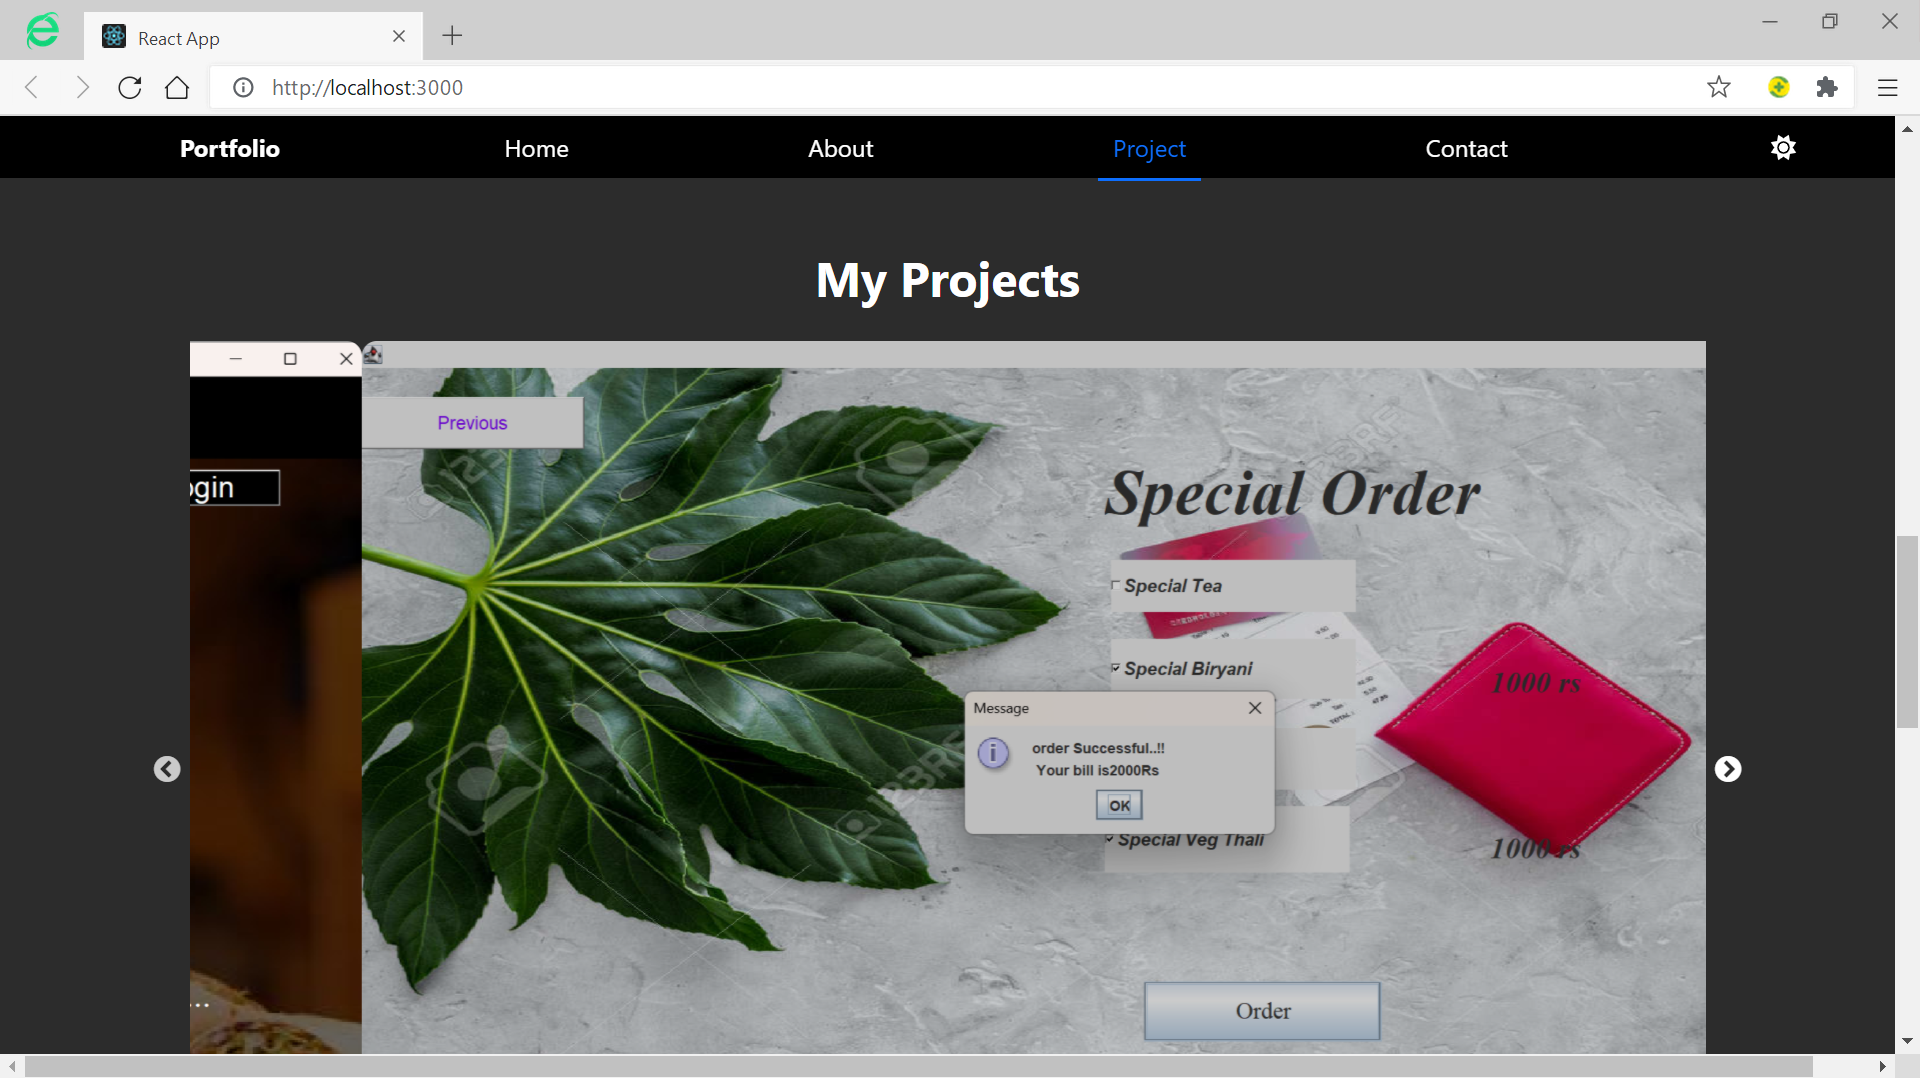 React App
http://localhost:3000
Portfolio Home About Project Contact
My Projects
Previous
ogin
Special Order
Special Tea
Special Biryani
1000 rs
Message
order Successful..!!
Your bill is2000Rs
OK
Special Veg Thali
1000 rs
...
Order